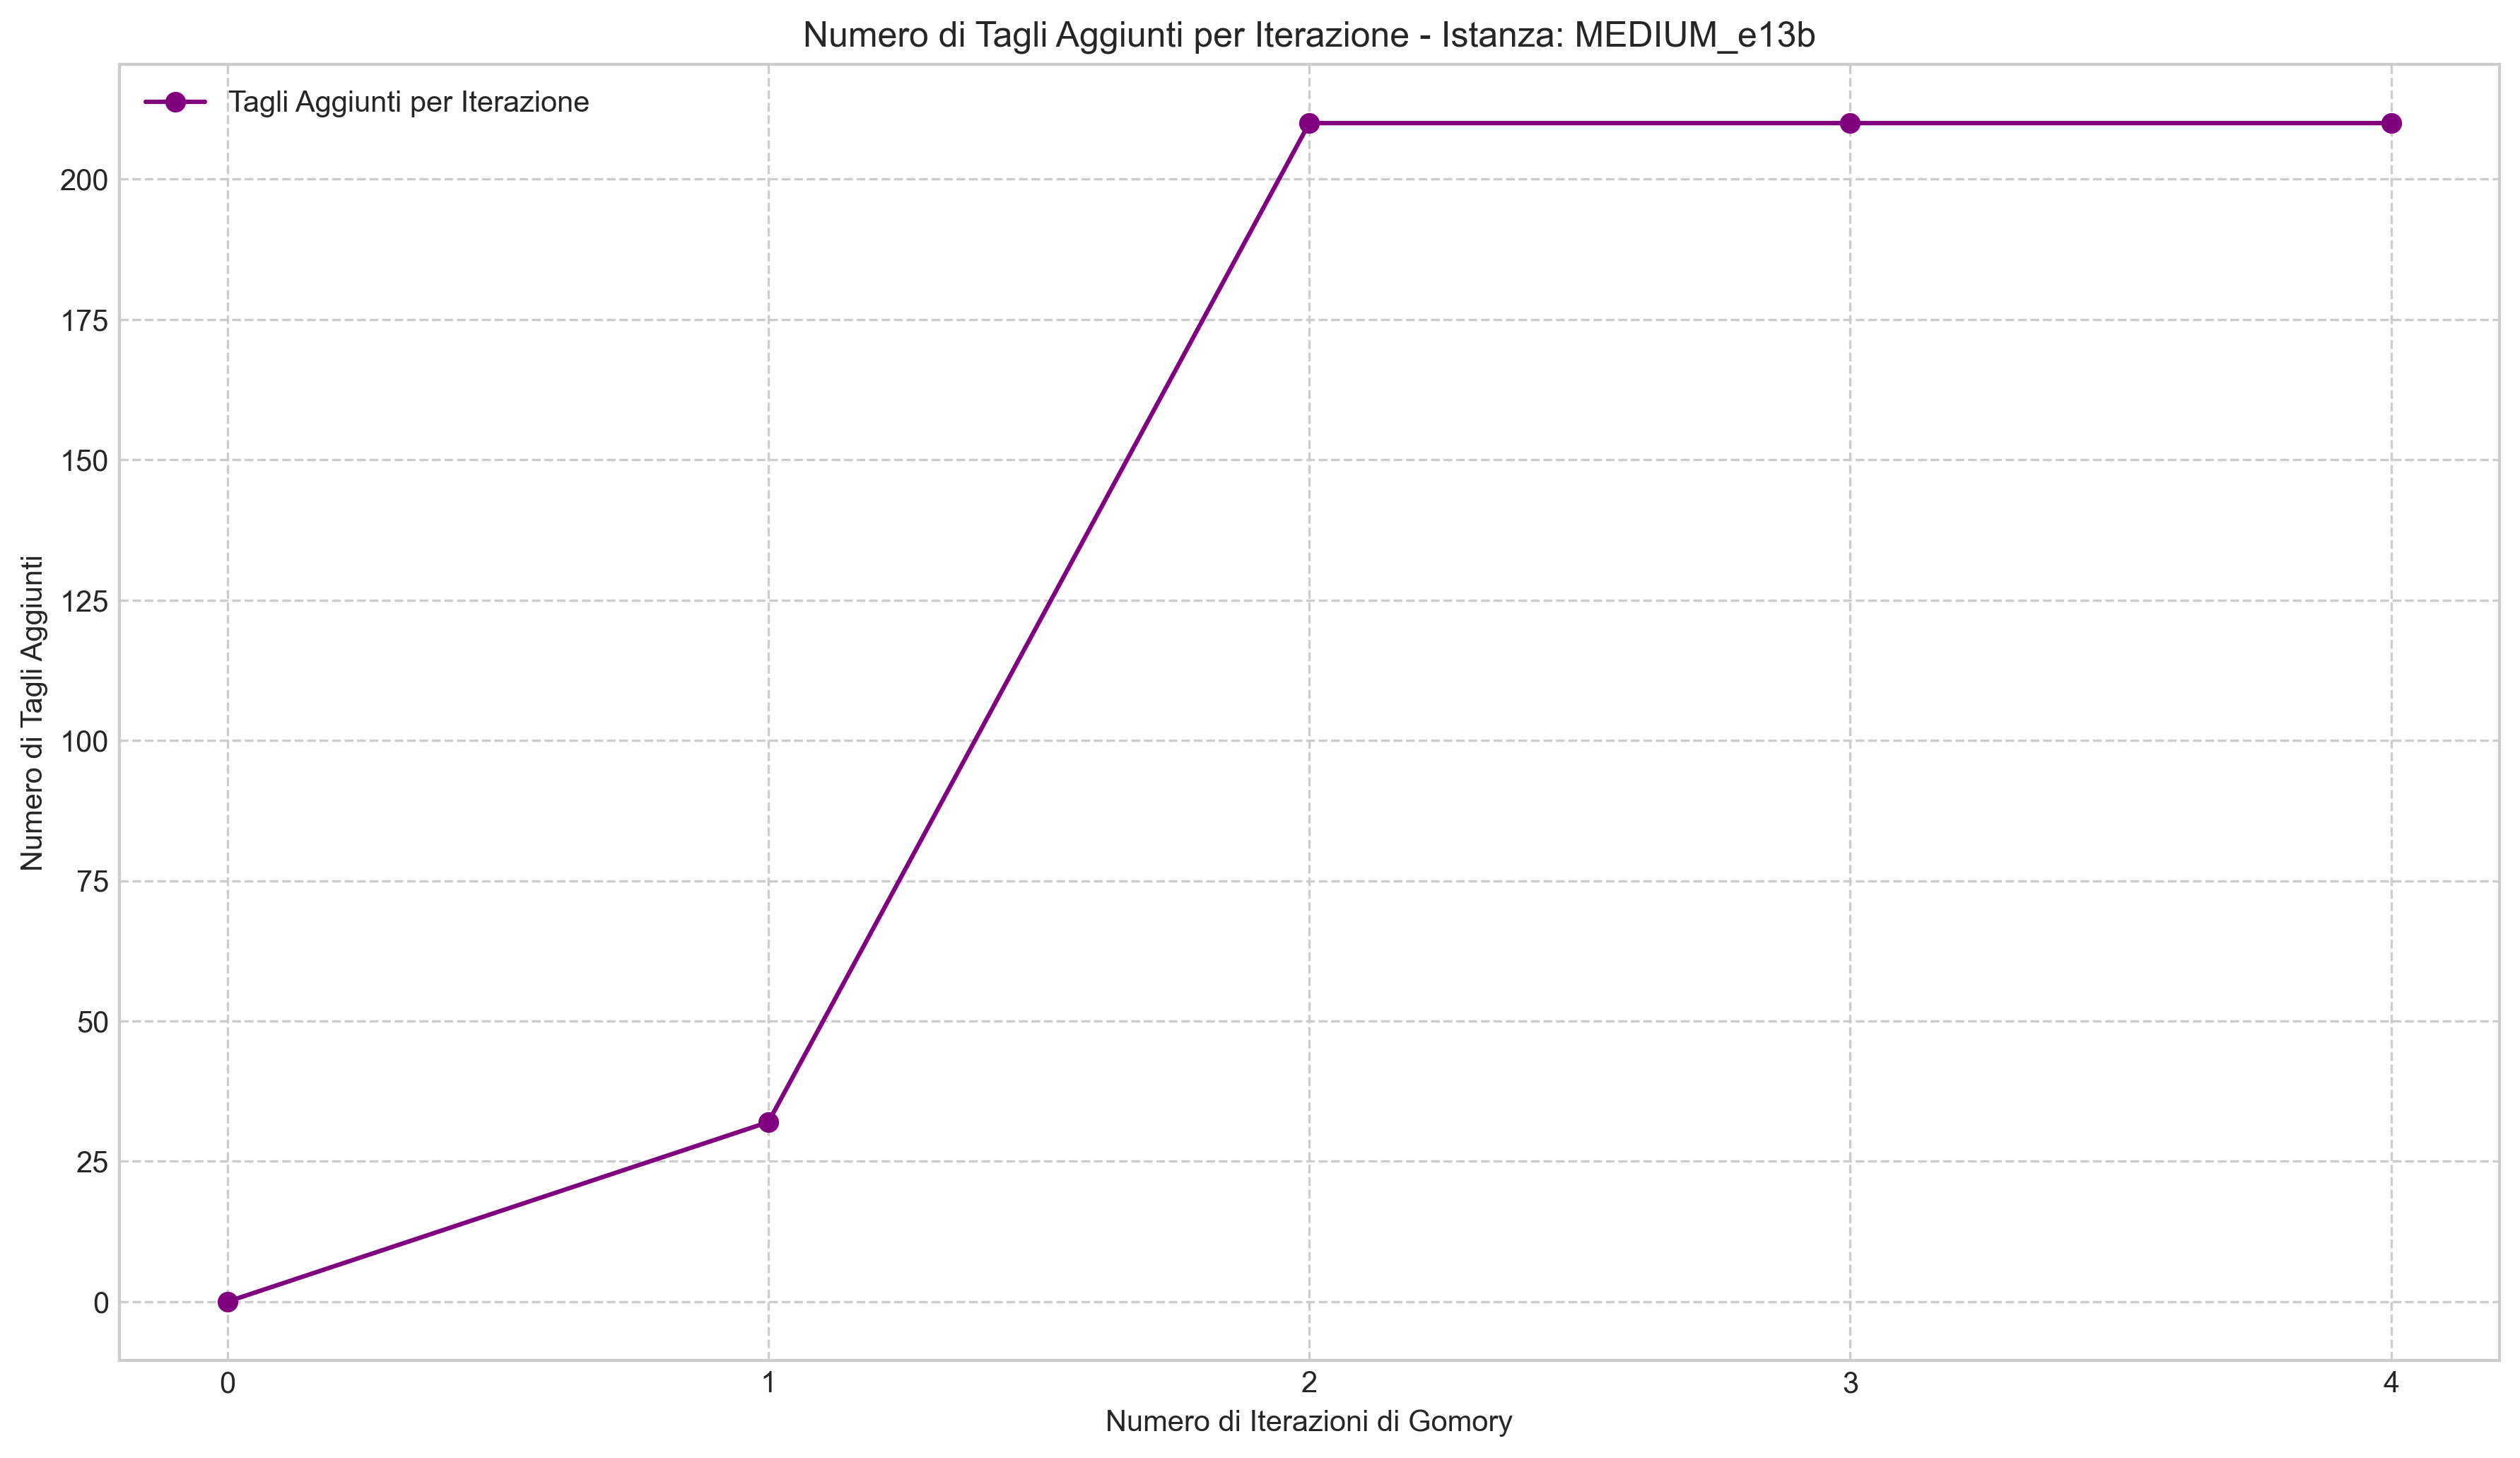 Numero di Tagli Aggiunti per Iterazione - Istanza: MEDIUM_e13b
Tagli Aggiunti per Iterazione
Numero di Tagli Aggiunti
200
175
150
125
100
75
50
25
0
0 1 2 3 4
Numero di Iterazioni di Gomory